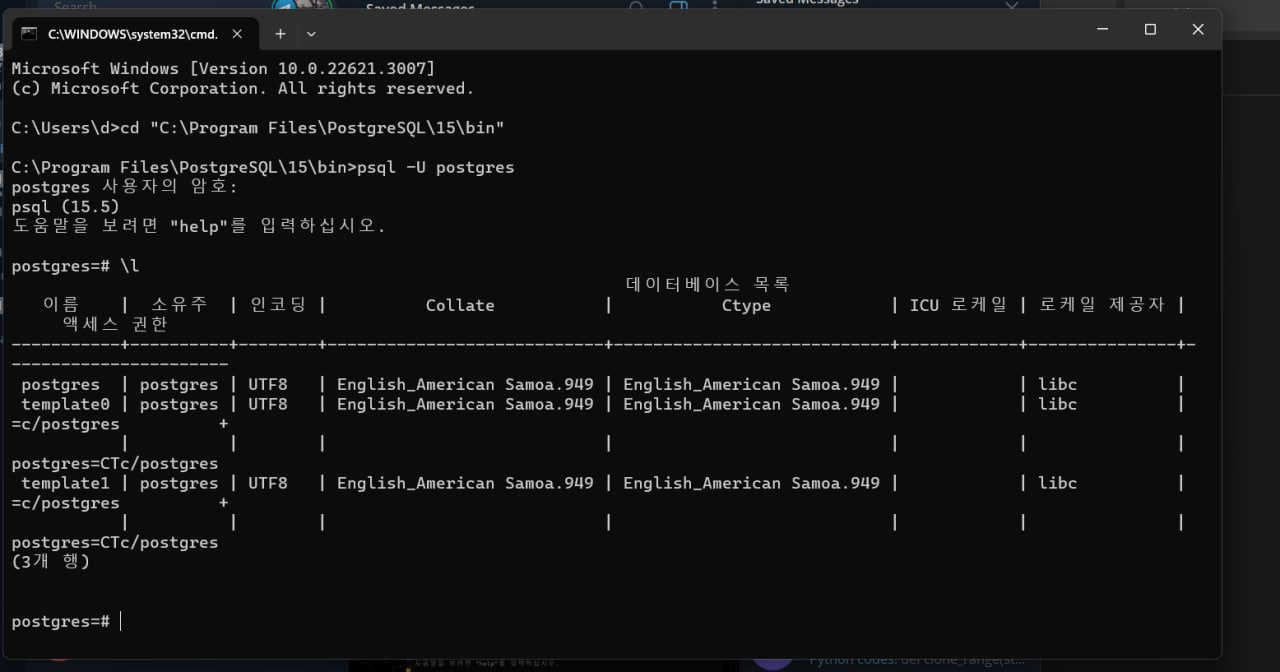 Search
Saved Messages
Saved Messages
C:\WINDOWS\system32\cmd.
Microsoft Windows [Version 10.0.22621.3007]
(c) Microsoft Corporation. All rights reserved.
C:\Users\d>cd "C:\Program Files\PostgreSQL\15\bin"
C:\Program Files\PostgreSQL\15\bin>psql -U postgres
postgres 사용자의 암호:
psql (15.5)
도움말을 보려면 "help"를 입력하십시오.
postgres=# \l
데이터베이스 목록
이름 | 소유주 | 인코딩 | Collate | Ctype | ICU 로케일 | 로케일 제공자 |
액세스 권한
-----------+----------+--------+----------------------------+----------------------------+------------+---------------+-
----------------------
postgres | postgres | UTF8 | English_American Samoa.949 | English_American Samoa.949 | | libc |
template0 | postgres | UTF8 | English_American Samoa.949 | English_American Samoa.949 | | libc |
=c/postgres +
| | | | | | |
postgres=CTc/postgres
template1 | postgres | UTF8 | English_American Samoa.949 | English_American Samoa.949 | | libc |
=c/postgres +
| | | | | | |
postgres=CTc/postgres
(3개 행)
postgres=#
도움말을 보려면 "help"를 입력하십시오.
Python codes: def clone_range(st...